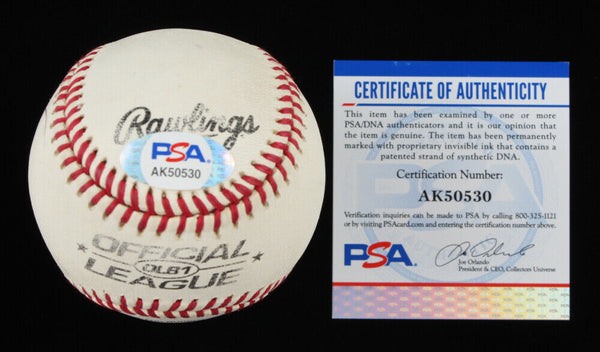 Rawlings
PSA
AK50530
OFFICIAL
OLB1
LEAGUE
CERTIFICATE OF AUTHENTICITY
This item has been examined by one or more
PSA/DNA authenticators and it is our opinion that
the item is genuine. The item has been permanently
marked with proprietary invisible ink that contains a
patented strand of synthetic DNA.
Certification Number:
AK50530
Verification inquiries can be made to PSA by calling 800-325-1121
or by visiting PSAcard.com and entering the certification number above.
PSA
Joe Orlando
President & CEO, Collectors Universe